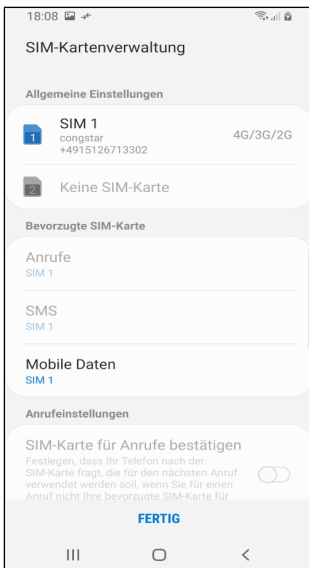 18:08
SIM-Kartenverwaltung
Allgemeine Einstellungen
SIM 1
1
congstar
4G/3G/2G
+4915126713302
2
Keine SIM-Karte
Bevorzugte SIM-Karte
Anrufe
SIM 1
SMS
SIM 1
Mobile Daten
SIM 1
Anrufeinstellungen
SIM-Karte für Anrufe bestätigen
Festlegen, dass Ihr Telefon nach der
SIM-Karte fragt, die für den nächsten Anruf
verwendet werden soll, wenn Sie für einen
Anruf nicht Ihre bevorzugte SIM-Karte für
FERTIG